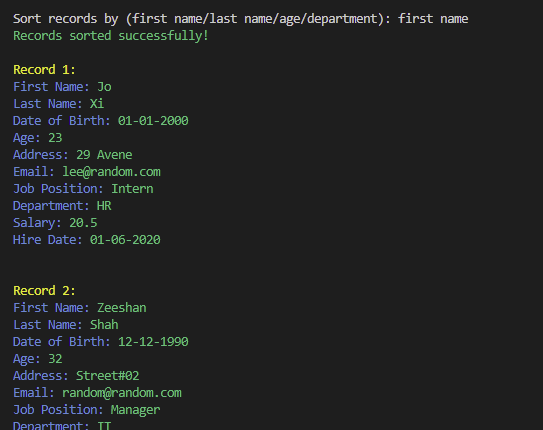 Sort records by (first name/last name/age/department): first name
Records sorted successfully!
Record 1:
First Name: Jo
Last Name: Xi
Date of Birth: 01-01-2000
Age: 23
Address: 29 Avene
Email: lee@random.com
Job Position: Intern
Department: HR
Salary: 20.5
Hire Date: 01-06-2020
Record 2:
First Name: Zeeshan
Last Name: Shah
Date of Birth: 12-12-1990
Age: 32
Address: Street#02
Email: random@random.com
Job Position: Manager
Department: